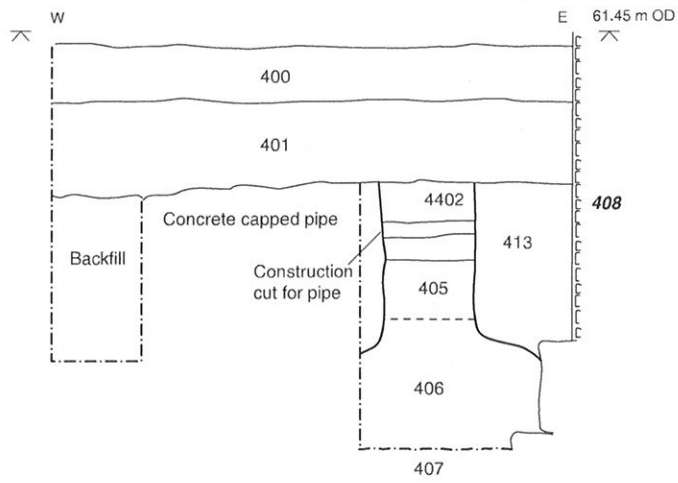 W
E
61.45 m OD
400
401
4402
408
Concrete capped pipe
413
Backfill
Construction
cut for pipe
405
406
407